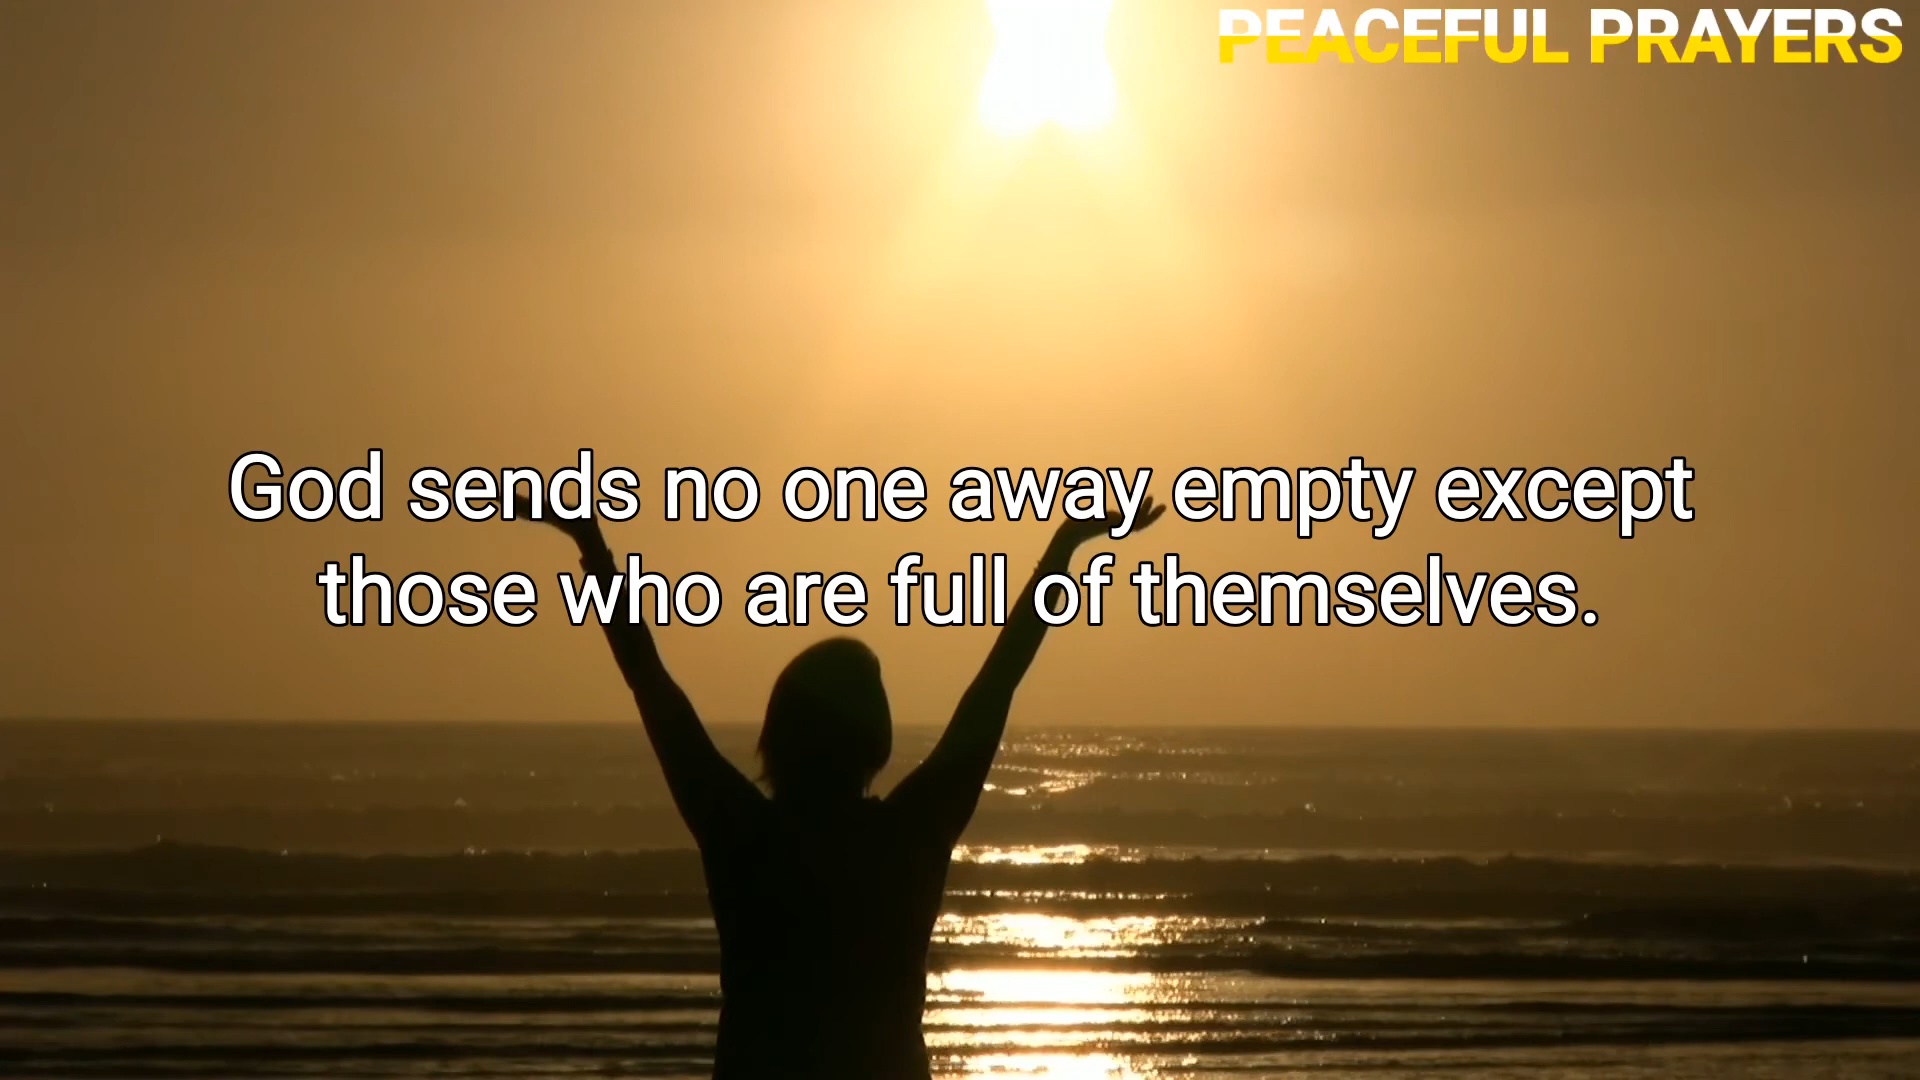 PEACEFUL PRAYERS
God sends no one away empty except
those who are full of themselves.